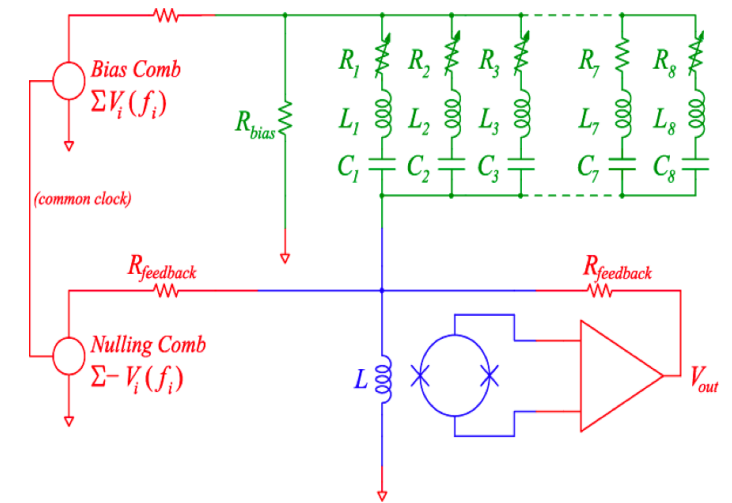 Bias Comb
ΣV_i(f_i)
R_bias
R_1 R_2 R_3 R_7 R_8
L_1 L_2 L_3 L_7 L_8
C_1 C_2 C_3 C_7 C_8
(common clock)
R_feedback R_feedback
Nulling Comb
Σ−V_i(f_i)
L
V_out